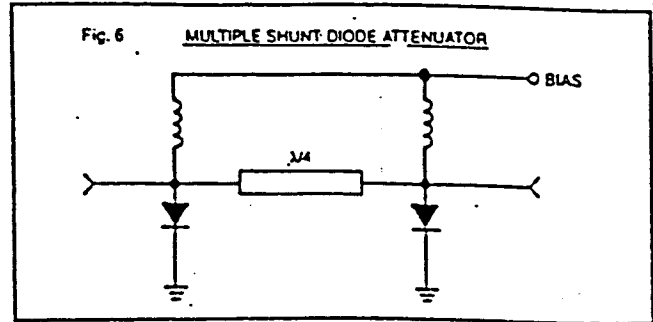 Fig. 6 MULTIPLE SHUNT DIODE ATTENUATOR
BIAS
λ/4